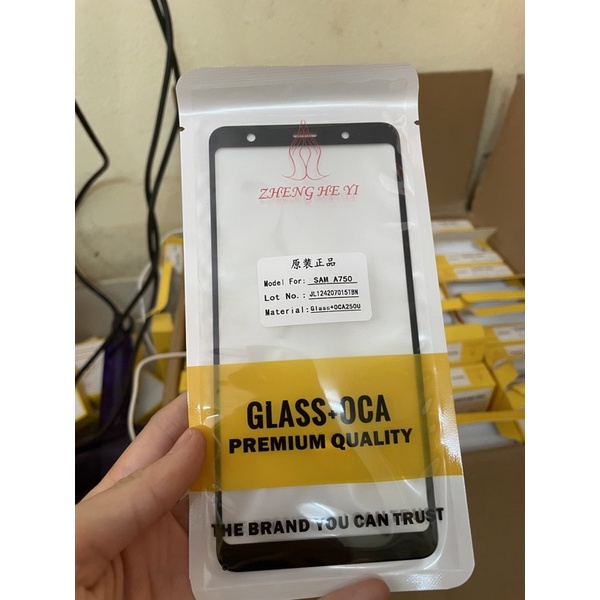 ZHENG HE YI
原装正品
Model For: SAM A750
Lot No.: JL124207015TBN
Material: Glass+OCA250U
GLASS+OCA
PREMIUM QUALITY
THE BRAND YOU CAN TRUST